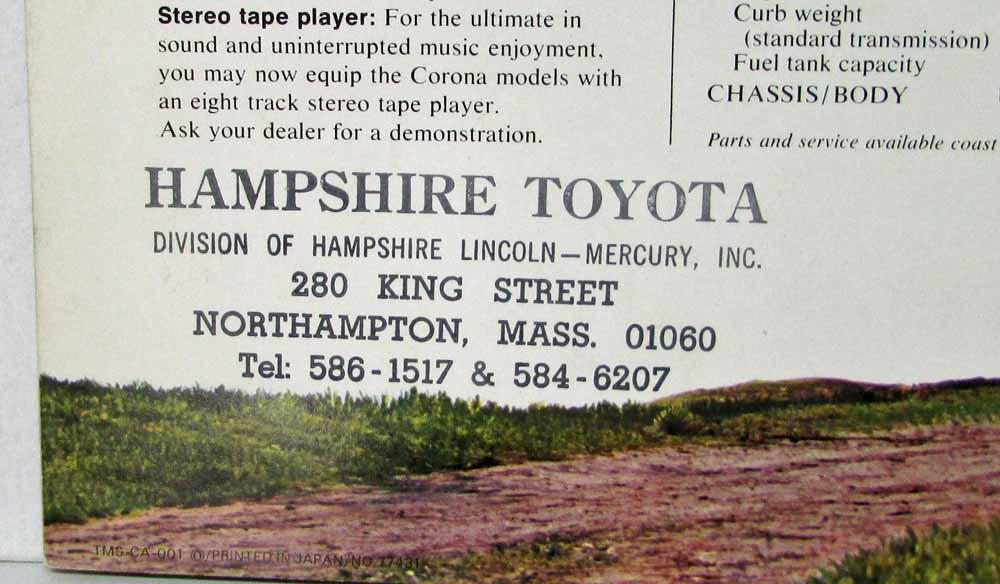 Stereo tape player: For the ultimate in
sound and uninterrupted music enjoyment,
you may now equip the Corona models with
an eight track stereo tape player.
Ask your dealer for a demonstration.
Curb weight
(standard transmission)
Fuel tank capacity
CHASSIS/BODY
Parts and service available coast
HAMPSHIRE TOYOTA
DIVISION OF HAMPSHIRE LINCOLN-MERCURY, INC.
280 KING STREET
NORTHAMPTON, MASS. 01060
Tel: 586-1517 & 584-6207
TMS-CA-001 /PRINTED IN JAPAN/NO.